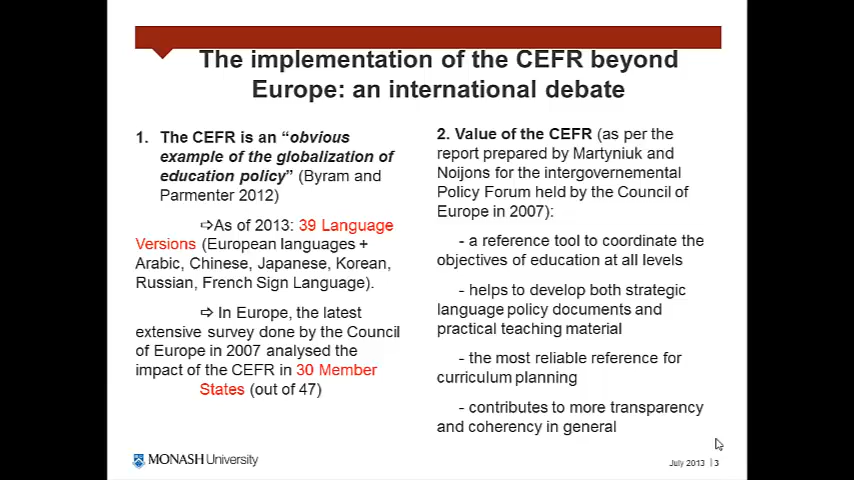 The implementation of the CEFR beyond
Europe: an international debate
1. The CEFR is an “obvious
example of the globalization of
education policy” (Byram and
Parmenter 2012)
⇨As of 2013: 39 Language
Versions (European languages +
Arabic, Chinese, Japanese, Korean,
Russian, French Sign Language).
⇨ In Europe, the latest
extensive survey done by the Council
of Europe in 2007 analysed the
impact of the CEFR in 30 Member
States (out of 47)
2. Value of the CEFR (as per the
report prepared by Martyniuk and
Noijons for the intergovernemental
Policy Forum held by the Council of
Europe in 2007):
- a reference tool to coordinate the
objectives of education at all levels
- helps to develop both strategic
language policy documents and
practical teaching material
- the most reliable reference for
curriculum planning
- contributes to more transparency
and coherency in general
MONASH University
July 2013 | 3